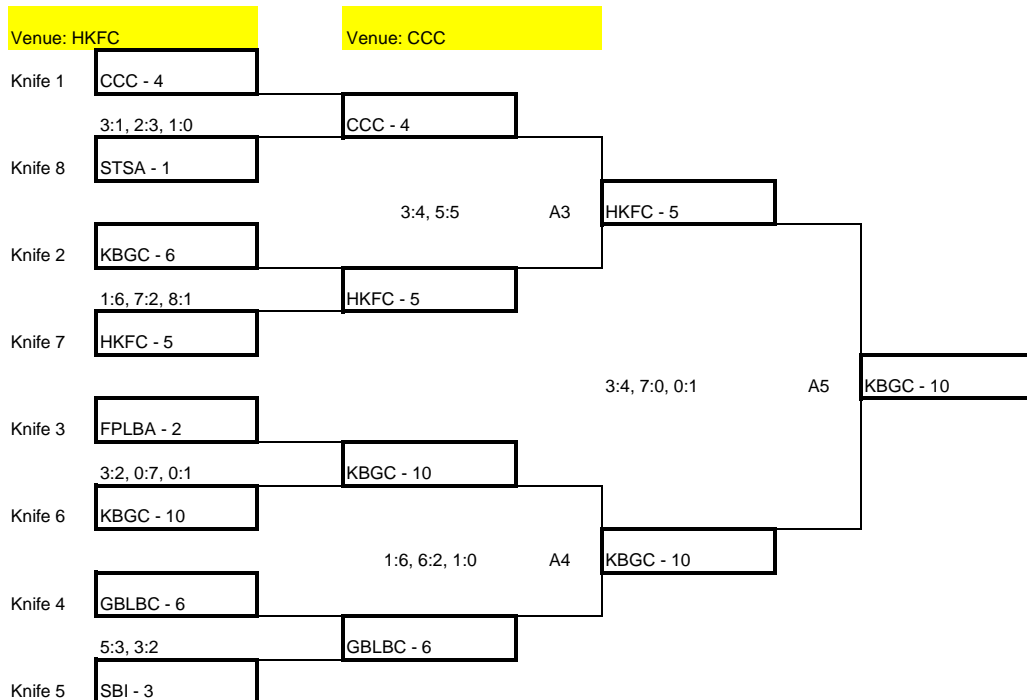 Venue: HKFC Venue: CCC
Knife 1 CCC - 4
3:1, 2:3, 1:0 CCC - 4
Knife 8 STSA - 1
3:4, 5:5 A3 HKFC - 5
Knife 2 KBGC - 6
1:6, 7:2, 8:1 HKFC - 5
Knife 7 HKFC - 5
3:4, 7:0, 0:1 A5 KBGC - 10
Knife 3 FPLBA - 2
3:2, 0:7, 0:1 KBGC - 10
Knife 6 KBGC - 10
1:6, 6:2, 1:0 A4 KBGC - 10
Knife 4 GBLBC - 6
5:3, 3:2 GBLBC - 6
Knife 5 SBI - 3